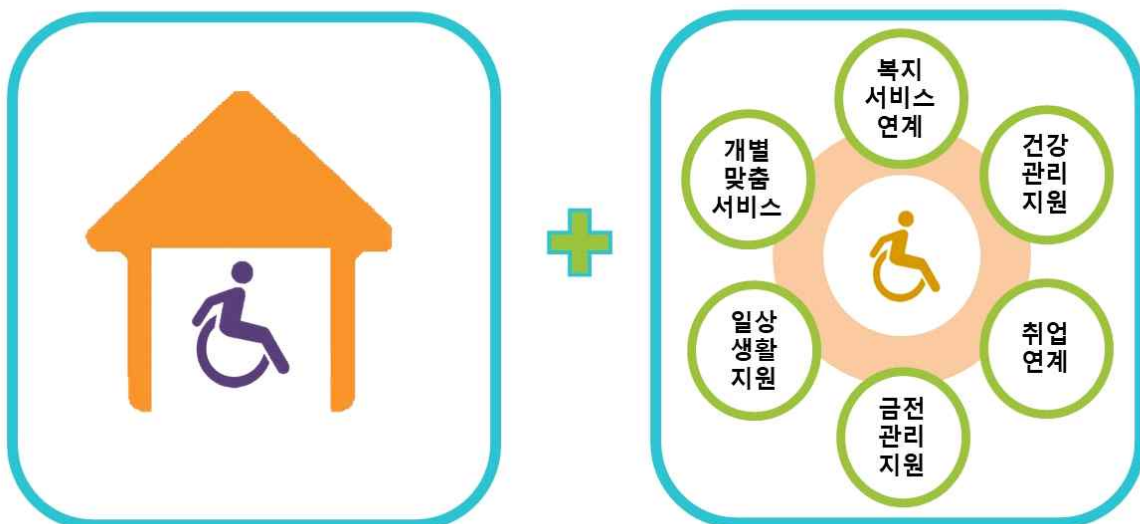 복지
서비스
연계
건강
관리
지원
취업
연계
금전
관리
지원
일상
생활
지원
개별
맞춤
서비스